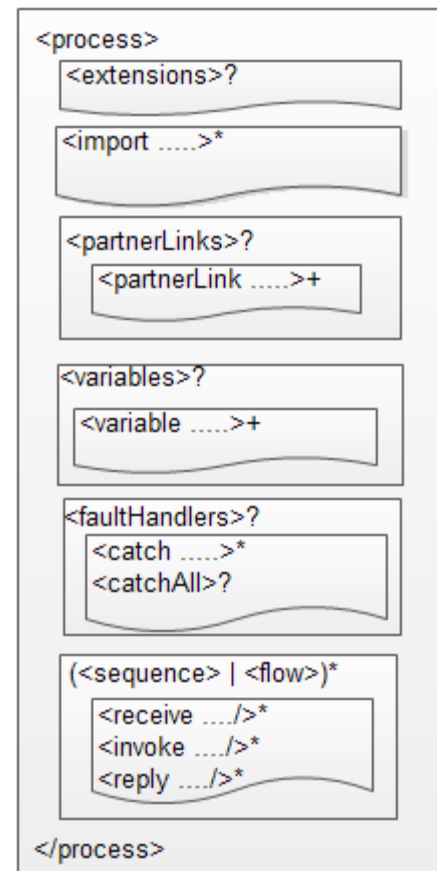 <process>
<extensions>?
<import .....>*
<partnerLinks>?
<partnerLink .....>+
<variables>?
<variable .....>+
<faultHandlers>?
<catch .....>*
<catchAll>?
(<sequence> | <flow>)*
<receive ..../>*
<invoke ..../>*
<reply ..../>*
</process>